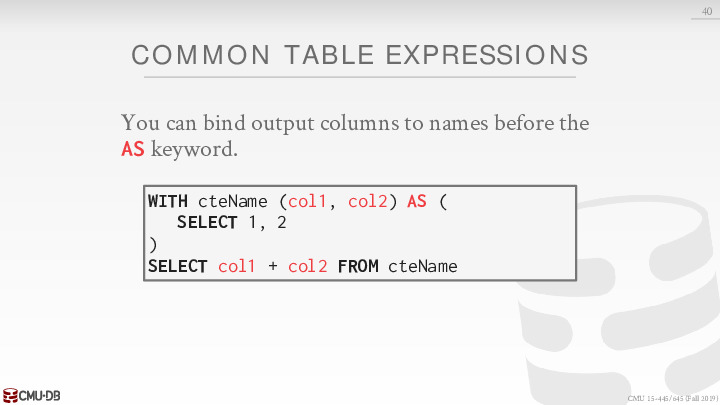 40
COMMON TABLE EXPRESSIONS
You can bind output columns to names before the
AS keyword.
WITH cteName (col1, col2) AS (
SELECT 1, 2
)
SELECT col1 + col2 FROM cteName
CMU·DB
CMU 15-445/645 (Fall 2019)